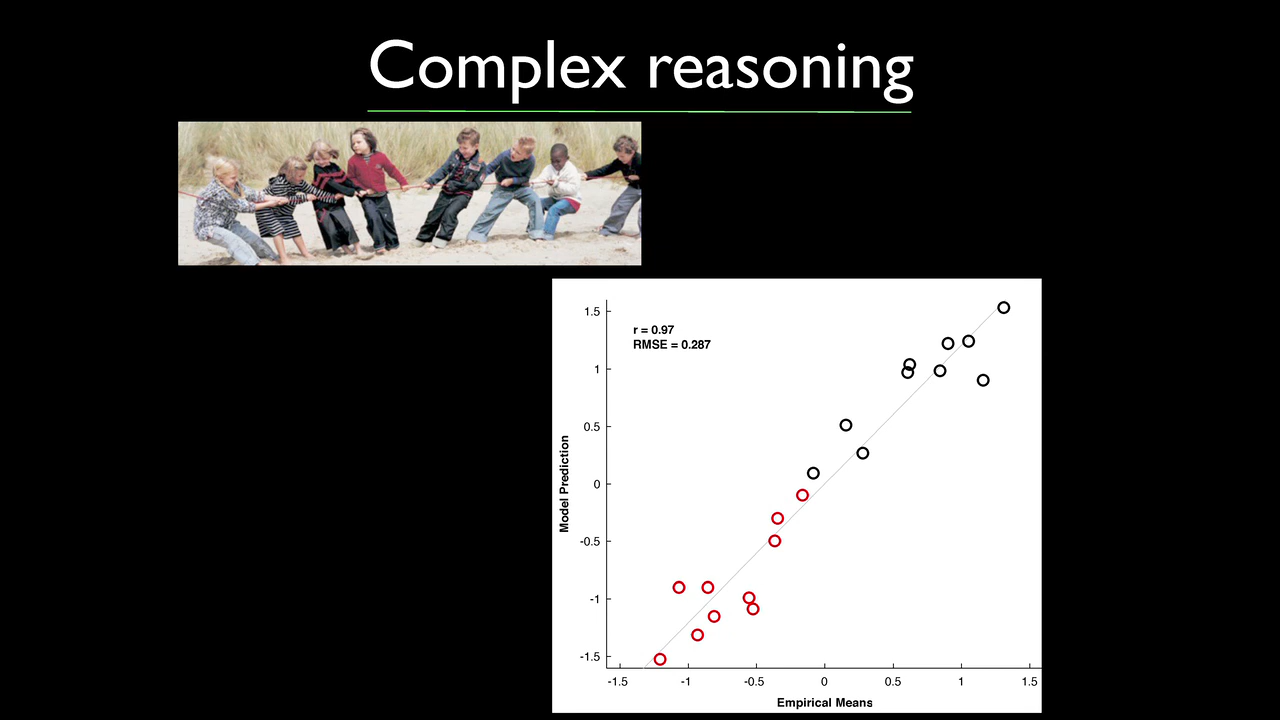 Complex reasoning
r = 0.97
RMSE = 0.287
Model Prediction
1.5
1
0.5
0
-0.5
-1
-1.5
-1.5 -1 -0.5 0 0.5 1 1.5
Empirical Means